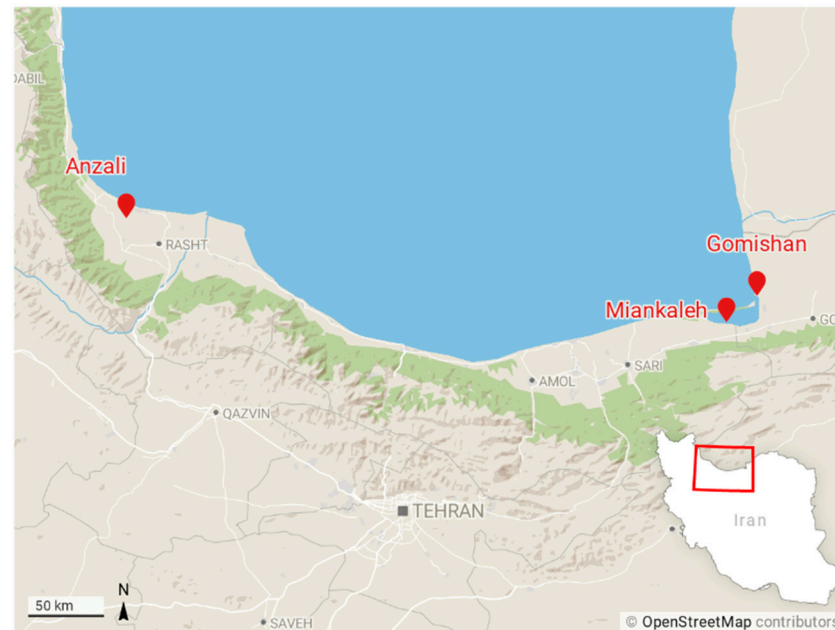 DABIL
Anzali
RASHT
Gomishan
Miankaleh
GO
SARI
AMOL
QAZVIN
TEHRAN
Iran
S
50 km
N
SAVEH
© OpenStreetMap contributors